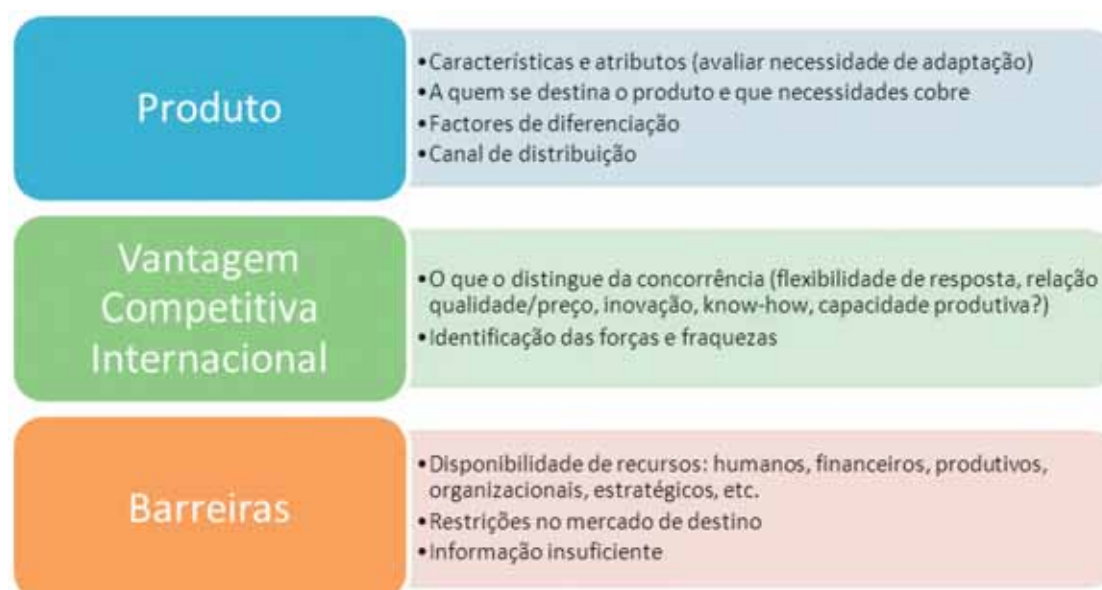 Produto
•Características e atributos (avaliar necessidade de adaptação)
•A quem se destina o produto e que necessidades cobre
•Factores de diferenciação
•Canal de distribuição
Vantagem
Competitiva
Internacional
•O que o distingue da concorrência (flexibilidade de resposta, relação
qualidade/preço, inovação, know-how, capacidade produtiva?)
•Identificação das forças e fraquezas
Barreiras
•Disponibilidade de recursos: humanos, financeiros, produtivos,
organizacionais, estratégicos, etc.
•Restrições no mercado de destino
•Informação insuficiente